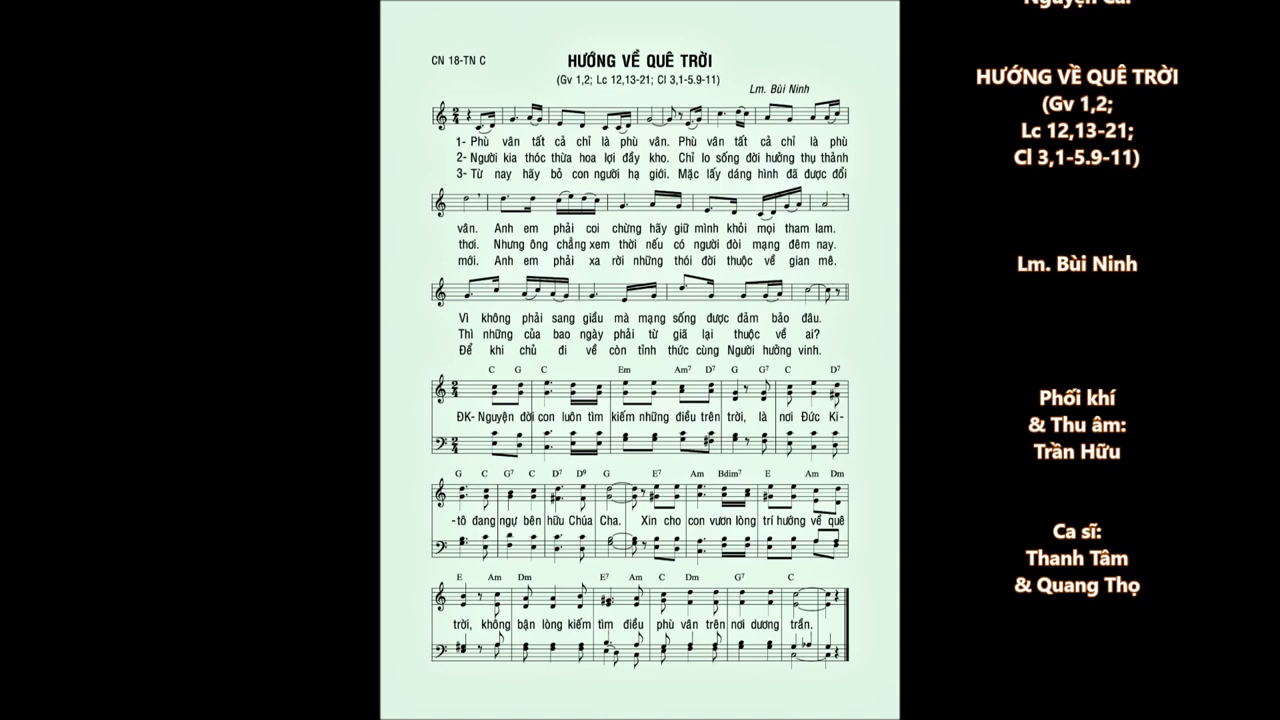 CN 18-TN C
HƯỚNG VỀ QUÊ TRỜI
(Gv 1,2; Lc 12,13-21; Cl 3,1-5.9-11)
Lm. Bùi Ninh
1- Phù vân tất cả chỉ là phù vân. Phù vân tất cả chỉ là phù
2- Người kia thóc thừa hoa lợi đầy kho. Chỉ lo sống đời hưởng thụ thảnh
3- Từ nay hãy bỏ con người hạ giới. Mặc lấy dáng hình đã được đổi
vân. Anh em phải coi chừng hãy giữ mình khỏi mọi tham lam.
thơi. Nhưng ông chẳng xem thời nếu có người đòi mạng đêm nay.
mới. Anh em phải xa rời những thói đời thuộc về gian mê.
Vì không phải sang giầu mà mạng sống được đảm bảo đâu.
Thì những của bao ngày phải từ giã lại thuộc về ai?
Để khi chủ đi về còn tỉnh thức cùng Người hưởng vinh.
C G C Em Am7 D7 G G7 C D7
ĐK- Nguyện đời con luôn tìm kiếm những điều trên trời, là nơi Đức Ki-
G C G7 C D7 D9 G E7 Am Bdim7 E Am Dm
-tô đang ngự bên hữu Chúa Cha. Xin cho con vươn lòng trí hướng về quê
E Am Dm E7 Am C Dm G7 C
trời, không bận lòng kiếm tìm điều phù vân trên nơi dương trần.
Nguyện Ca:
HƯỚNG VỀ QUÊ TRỜI
(Gv 1,2;
Lc 12,13-21;
Cl 3,1-5.9-11)
Lm. Bùi Ninh
Phối khí
& Thu âm:
Trần Hữu
Ca sĩ:
Thanh Tâm
& Quang Thọ